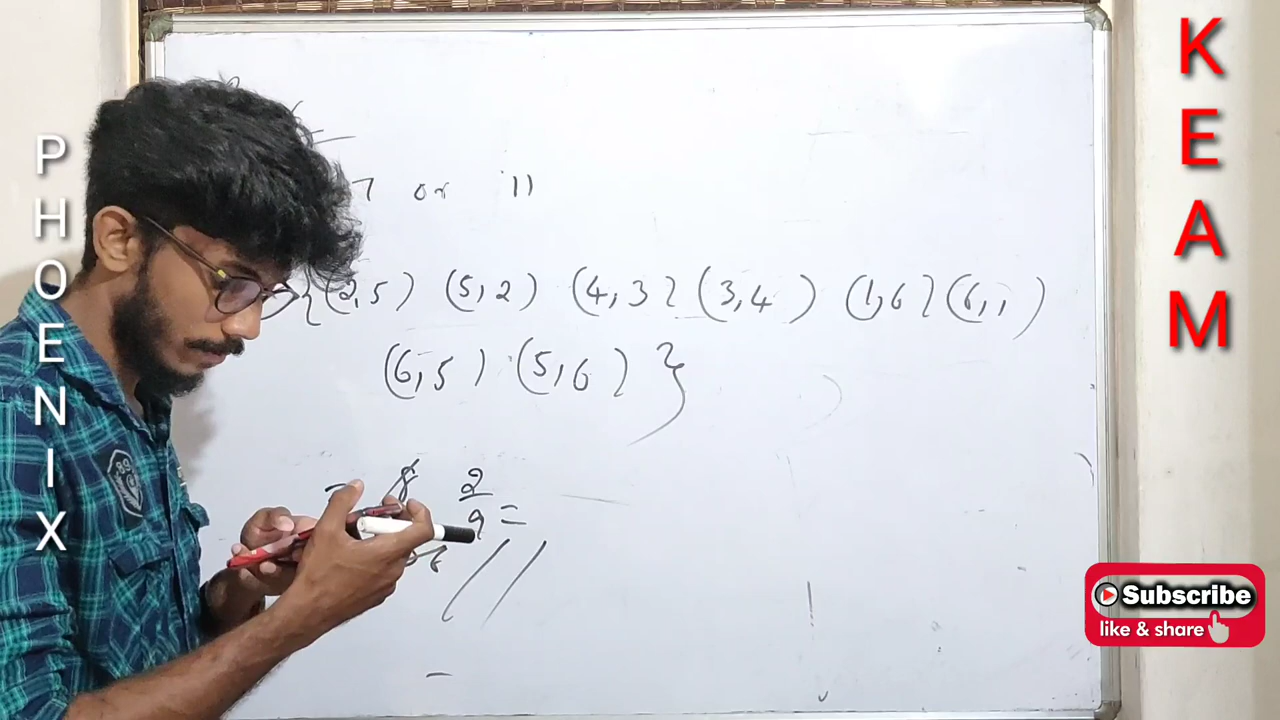 PHOENIX
KEAM
7 or 11
{(2,5) (5,2) (4,3) (3,4) (1,6) (6,1)
(6,5) (5,6)}
= 8 2
9 =
Subscribe
like & share